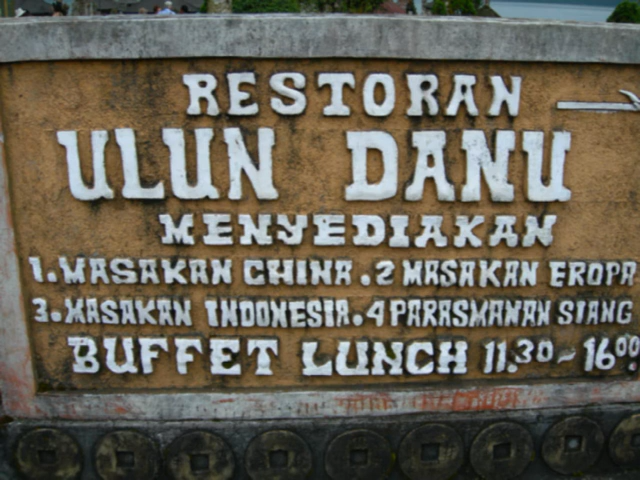 RESTORAN
ULUN DANU
MENYEDIAKAN
1. MASAKAN CHINA. 2 MASAKAN EROPA
3. MASAKAN INDONESIA. 4 PARASMANAN SIANG
BUFFET LUNCH 11.30 - 16.00